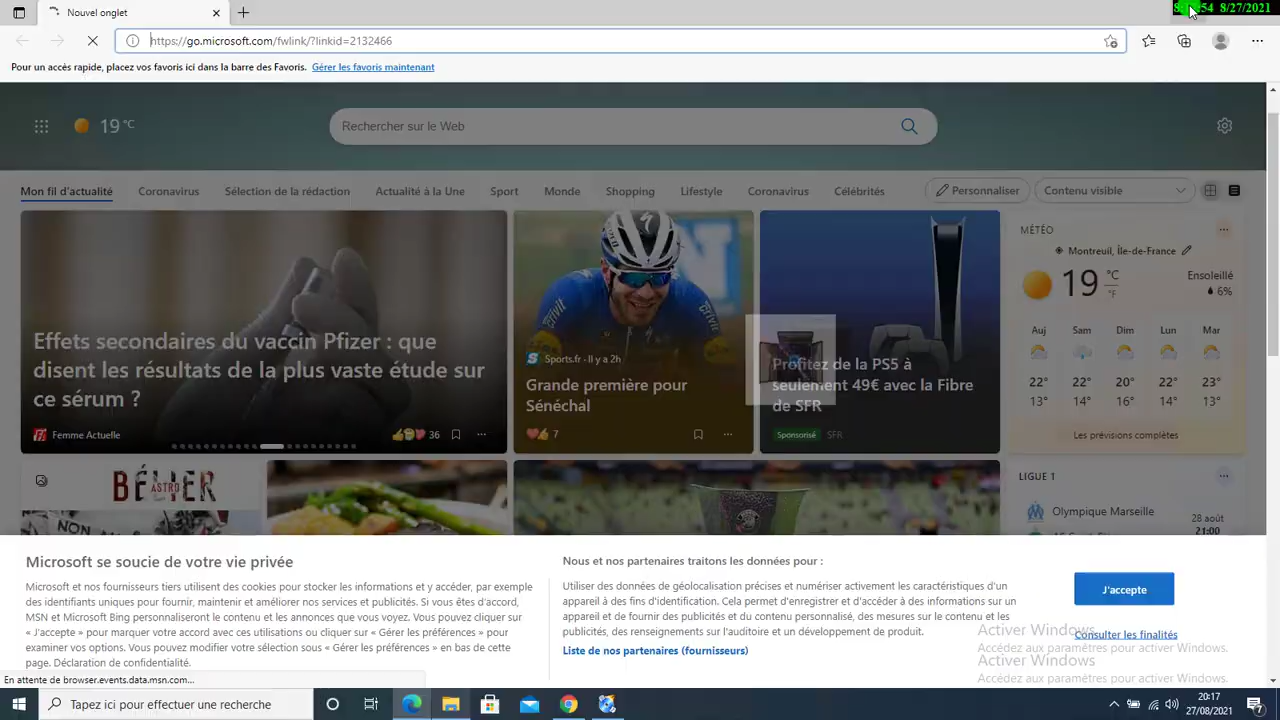 Nouvel onglet
54 8/27/2021
https://go.microsoft.com/fwlink/?linkid=2132466
Pour un accès rapide, placez vos favoris ici dans la barre des Favoris. Gérer les favoris maintenant
19 °C
Rechercher sur le Web
Mon fil d'actualité Coronavirus Sélection de la rédaction Actualité à la Une Sport Monde Shopping Lifestyle Coronavirus Célébrités Personnaliser Contenu visible
Effets secondaires du vaccin Pfizer : que
disent les résultats de la plus vaste étude sur
ce sérum ?
Femme Actuelle
36
Sports.fr - Il y a 2h
Grande première pour
Sénéchal
7
Profitez de la PS5 à
seulement 49€ avec la Fibre
de SFR
Sponsorisé SFR
MÉTÉO
Montreuil, Île-de-France
19 °C °F
Ensoleillé
6%
Auj Sam Dim Lun Mar
22° 22° 20° 22° 23°
13° 14° 16° 14° 13°
Les prévisions complètes
BÉLIER
ASTRO
NON
LIGUE 1
Olympique Marseille
28 août
21:00
Microsoft se soucie de votre vie privée
Microsoft et nos fournisseurs tiers utilisent des cookies pour stocker les informations et y accéder, par exemple
des identifiants uniques pour fournir, maintenir et améliorer nos services et publicités. Si vous êtes d'accord,
MSN et Microsoft Bing personnaliseront le contenu et les annonces que vous voyez. Vous pouvez cliquer sur
« J'accepte » pour marquer votre accord avec ces utilisations ou cliquer sur « Gérer les préférences » pour
examiner vos options. Vous pouvez modifier votre sélection sous « Gérer les préférences » en bas de cette
page. Déclaration de confidentialité.
Nous et nos partenaires traitons les données pour :
Utiliser des données de géolocalisation précises et numériser activement les caractéristiques d'un
appareil à des fins d'identification. Cela permet d'enregistrer et d'accéder à des informations sur un
appareil et de fournir des publicités et du contenu personnalisé, des mesures sur le contenu et les
publicités, des renseignements sur l'auditoire et un développement de produit.
Liste de nos partenaires (fournisseurs)
J'accepte
Consulter les finalités
Activer Windows
Accédez aux paramètres pour activer Windows.
Activer Windows
Accédez aux paramètres pour activer Windows.
En attente de browser.events.data.msn.com...
Tapez ici pour effectuer une recherche
20:17
27/08/2021
7